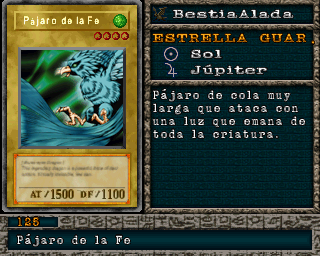 Pájaro de la Fe
AT/1500 DF/1100
BestiaAlada
ESTRELLA GUAR.
Sol
Júpiter
Pájaro de cola muy
larga que ataca con
una luz que emana de
toda la criatura.
125
Pájaro de la Fe